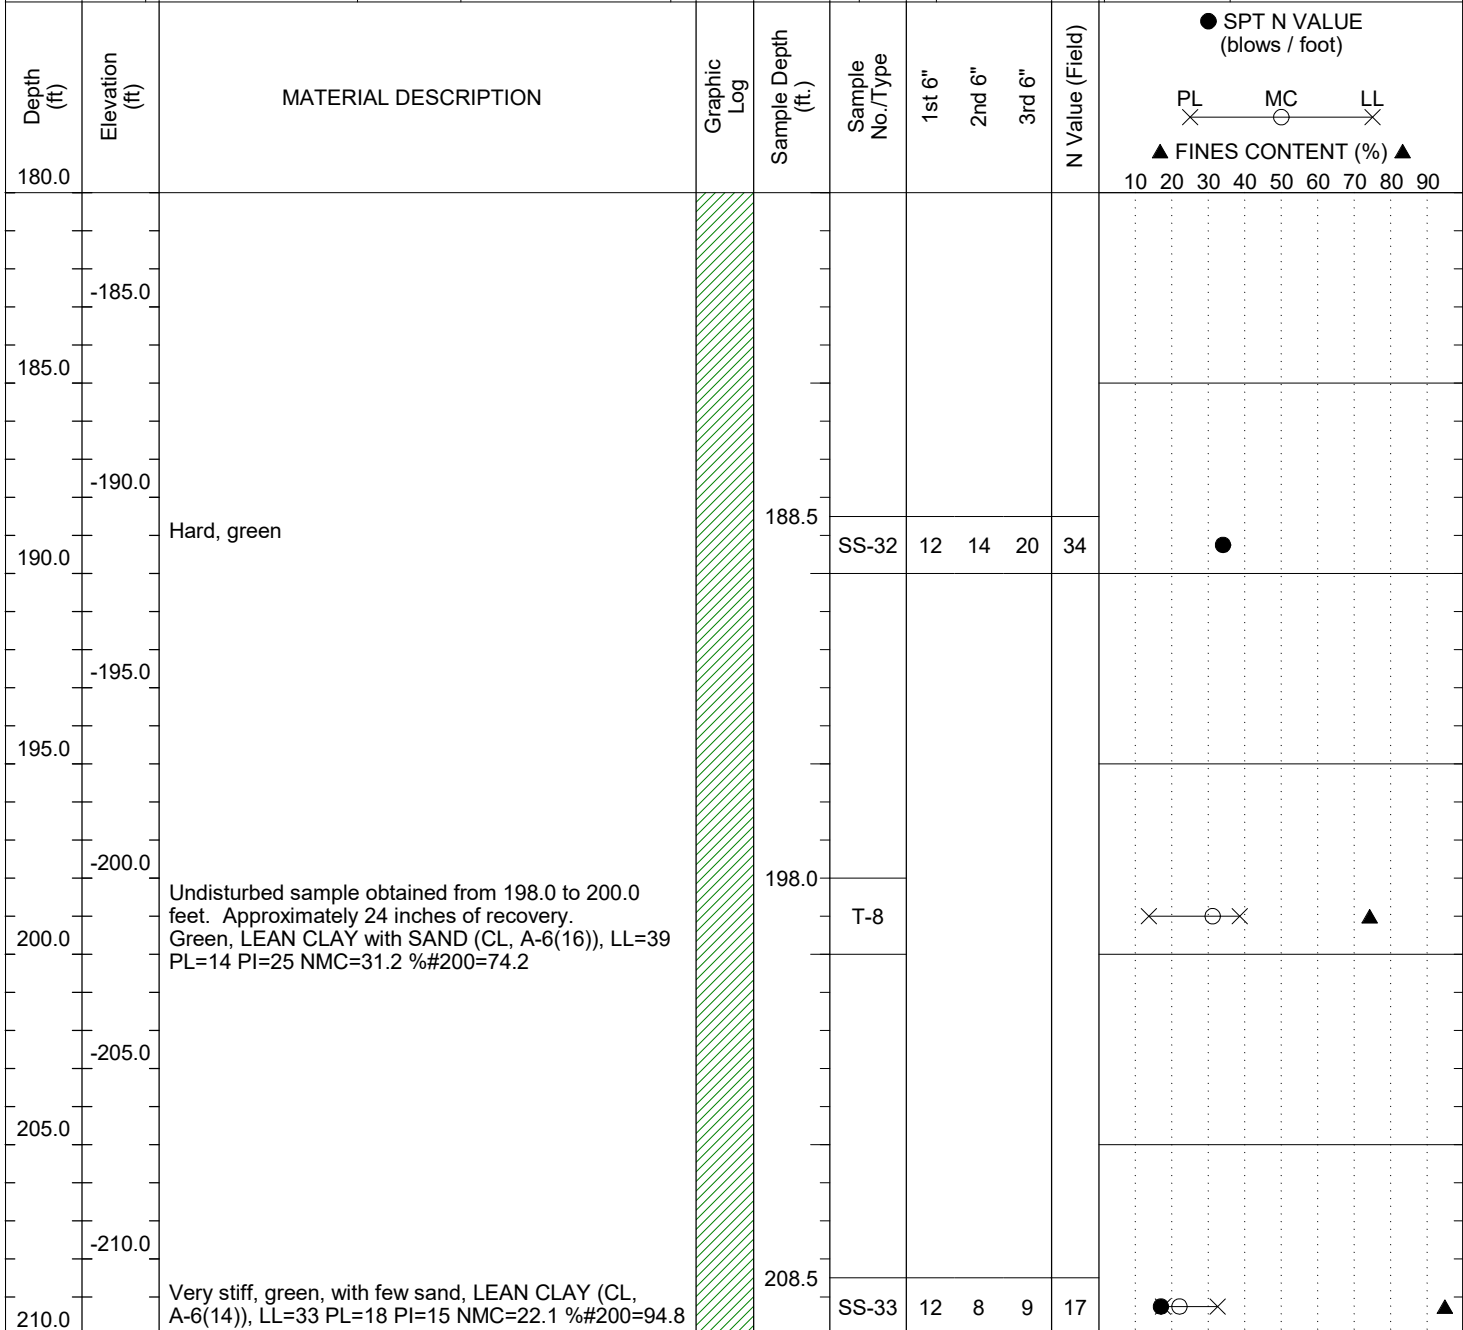 Depth (ft)
Elevation (ft)
MATERIAL DESCRIPTION
Graphic Log
Sample Depth (ft.)
Sample No./Type
1st 6"
2nd 6"
3rd 6"
N Value (Field)
● SPT N VALUE
(blows / foot)
PL MC LL
▲ FINES CONTENT (%) ▲
180.0
10 20 30 40 50 60 70 80 90
-185.0
185.0
-190.0
188.5
Hard, green
SS-32 12 14 20 34
190.0
-195.0
195.0
-200.0
198.0
Undisturbed sample obtained from 198.0 to 200.0
feet. Approximately 24 inches of recovery.
T-8
Green, LEAN CLAY with SAND (CL, A-6(16)), LL=39
200.0
PL=14 PI=25 NMC=31.2 %#200=74.2
-205.0
205.0
-210.0
208.5
Very stiff, green, with few sand, LEAN CLAY (CL,
A-6(14)), LL=33 PL=18 PI=15 NMC=22.1 %#200=94.8
SS-33 12 8 9 17
210.0